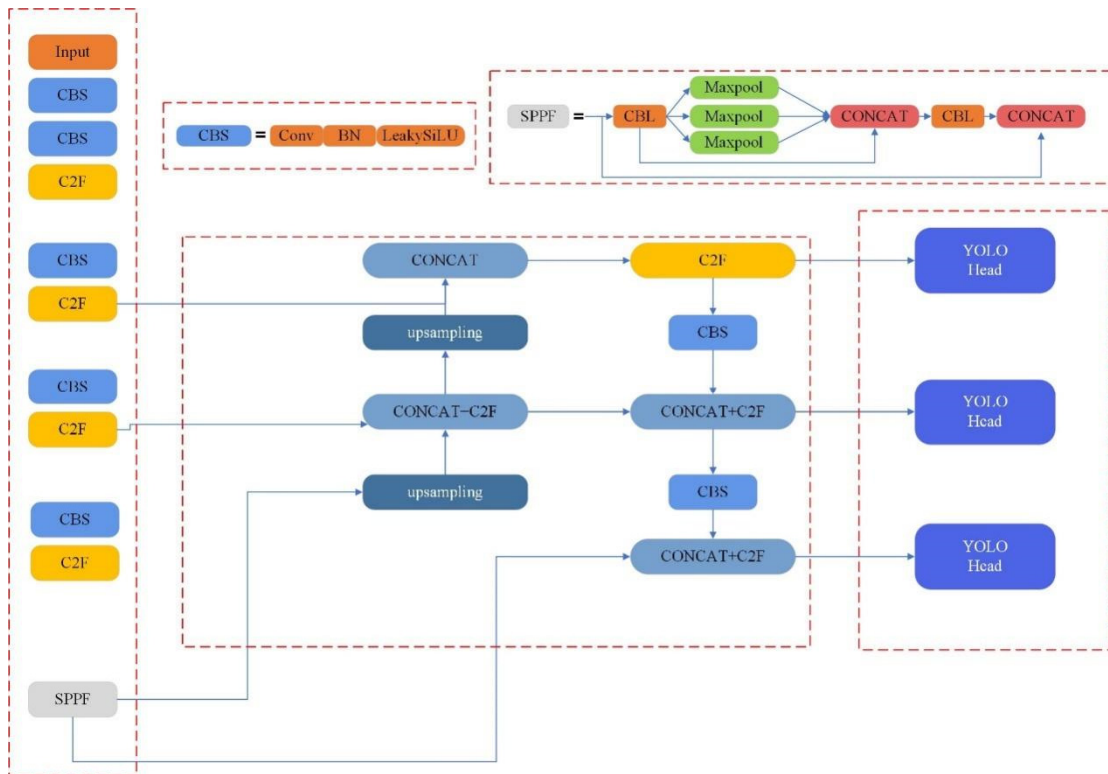 Input
CBS
CBS
C2F
CBS
C2F
CBS
C2F
CBS
C2F
SPPF
CBS = Conv BN LeakySiLU
SPPF = CBL Maxpool Maxpool Maxpool CONCAT CBL CONCAT
CONCAT
C2F
upsampling
CBS
CONCAT-C2F
CONCAT+C2F
upsampling
CBS
CONCAT+C2F
YOLO
Head
YOLO
Head
YOLO
Head